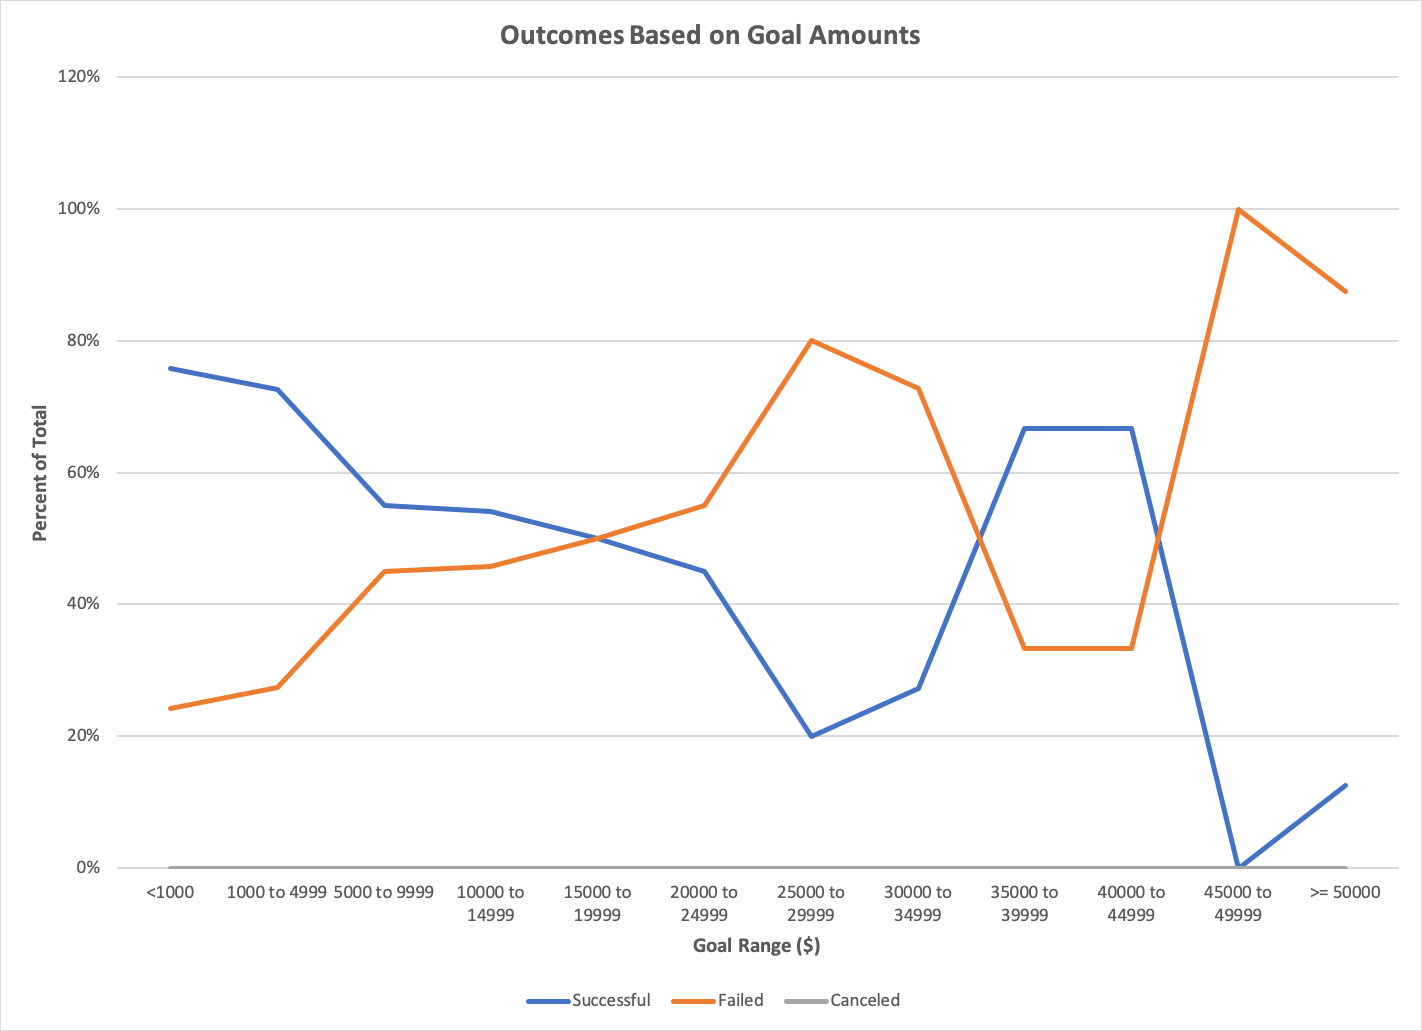 Outcomes Based on Goal Amounts
120%
100%
80%
60%
40%
20%
0%
Percent of Total
<1000
1000 to 4999
5000 to 9999
10000 to
14999
15000 to
19999
20000 to
24999
25000 to
29999
30000 to
34999
35000 to
39999
40000 to
44999
45000 to
49999
>= 50000
Goal Range ($)
Successful
Failed
Canceled